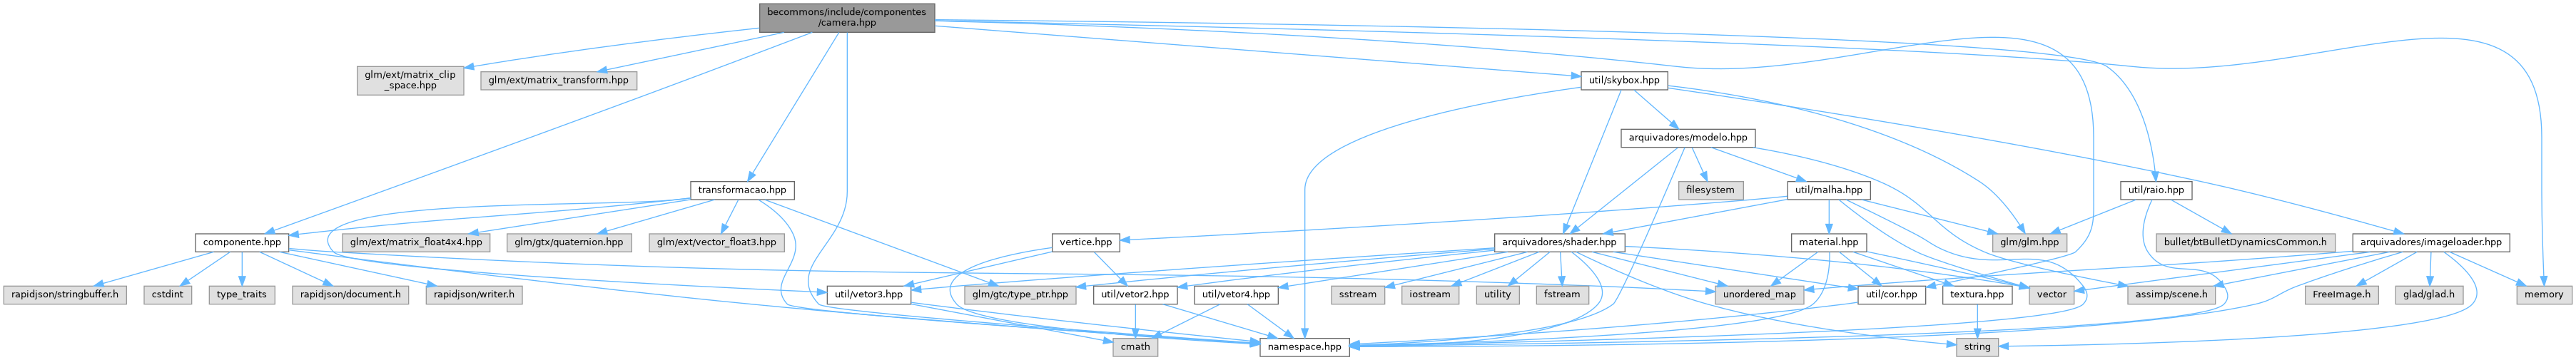 becommons/include/componentes
/camera.hpp
glm/ext/matrix_clip
_space.hpp
glm/ext/matrix_transform.hpp
util/skybox.hpp
arquivadores/modelo.hpp
transformacao.hpp
filesystem
util/malha.hpp
util/raio.hpp
componente.hpp
glm/ext/matrix_float4x4.hpp
glm/gtx/quaternion.hpp
glm/ext/vector_float3.hpp
vertice.hpp
arquivadores/shader.hpp
material.hpp
glm/glm.hpp
bullet/btBulletDynamicsCommon.h
arquivadores/imageloader.hpp
rapidjson/stringbuffer.h
cstdint
type_traits
rapidjson/document.h
rapidjson/writer.h
util/vetor3.hpp
glm/gtc/type_ptr.hpp
util/vetor2.hpp
util/vetor4.hpp
sstream
iostream
utility
fstream
unordered_map
util/cor.hpp
textura.hpp
vector
assimp/scene.h
FreeImage.h
glad/glad.h
memory
cmath
namespace.hpp
string